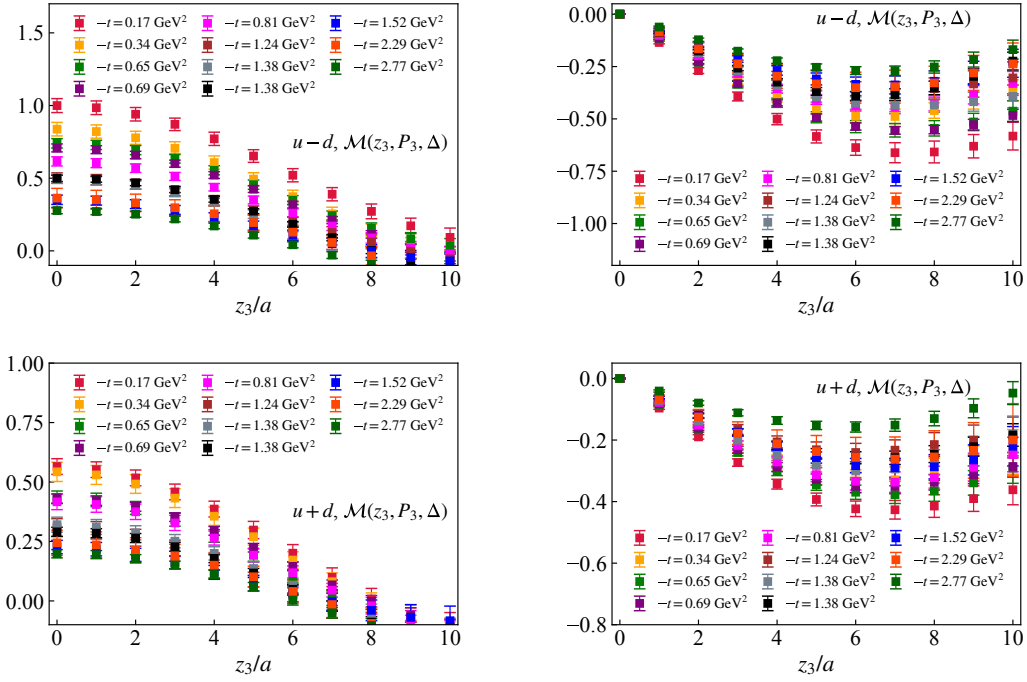 1.5
1.0
0.5
0.0
−t = 0.17 GeV² −t = 0.81 GeV² −t = 1.52 GeV²
−t = 0.34 GeV² −t = 1.24 GeV² −t = 2.29 GeV²
−t = 0.65 GeV² −t = 1.38 GeV² −t = 2.77 GeV²
−t = 0.69 GeV² −t = 1.38 GeV²
u−d, ℳ(z₃, P₃, Δ)
0 2 4 6 8 10
z₃/a
0.00
−0.25
−0.50
−0.75
−1.00
u−d, ℳ(z₃, P₃, Δ)
−t = 0.17 GeV² −t = 0.81 GeV² −t = 1.52 GeV²
−t = 0.34 GeV² −t = 1.24 GeV² −t = 2.29 GeV²
−t = 0.65 GeV² −t = 1.38 GeV² −t = 2.77 GeV²
−t = 0.69 GeV² −t = 1.38 GeV²
0 2 4 6 8 10
z₃/a
1.00
0.75
0.50
0.25
0.00
−t = 0.17 GeV² −t = 0.81 GeV² −t = 1.52 GeV²
−t = 0.34 GeV² −t = 1.24 GeV² −t = 2.29 GeV²
−t = 0.65 GeV² −t = 1.38 GeV² −t = 2.77 GeV²
−t = 0.69 GeV² −t = 1.38 GeV²
u+d, ℳ(z₃, P₃, Δ)
0 2 4 6 8 10
z₃/a
0.0
−0.2
−0.4
−0.6
−0.8
u+d, ℳ(z₃, P₃, Δ)
−t = 0.17 GeV² −t = 0.81 GeV² −t = 1.52 GeV²
−t = 0.34 GeV² −t = 1.24 GeV² −t = 2.29 GeV²
−t = 0.65 GeV² −t = 1.38 GeV² −t = 2.77 GeV²
−t = 0.69 GeV² −t = 1.38 GeV²
0 2 4 6 8 10
z₃/a